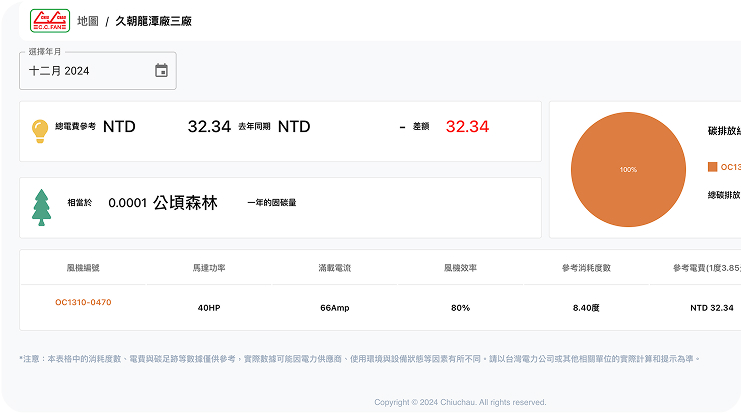 C.C.FAN
地圖 / 久朝龍潭廠三廠
選擇年月
十二月 2024
總電費參考 NTD 32.34 去年同期 NTD - 差額 32.34
相當於 0.0001 公頃森林 一年的固碳量
100%
碳排放
OC13
總碳排放
風機編號 馬達功率 滿載電流 風機效率 參考消耗度數 參考電費(1度3.85
OC1310-0470 40HP 66Amp 80% 8.40度 NTD 32.34
*注意：本表格中的消耗度數、電費與碳足跡等數據僅供參考，實際數據可能因電力供應商、使用環境與設備狀態等因素有所不同。請以台灣電力公司或其他相關單位的實際計算和提示為準。
Copyright © 2024 Chiuchau. All rights reserved.